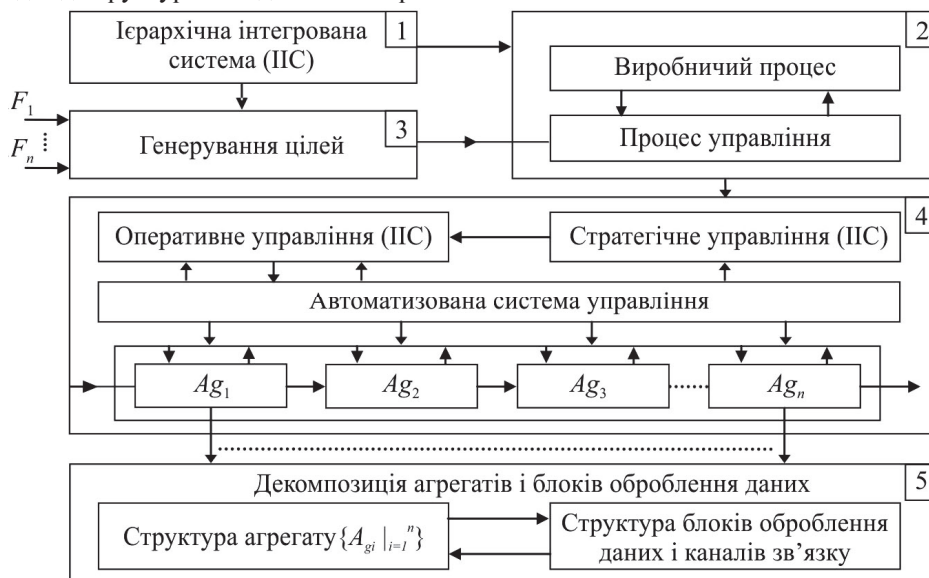 Ієрархічна інтегрована
система (ІІС)
1
2
Виробничий процес
Процес управління
F1
Fn
Генерування цілей
3
4
Оперативне управління (ІІС)
Стратегічне управління (ІІС)
Автоматизована система управління
Ag1
Ag2
Ag3
Agn
5
Декомпозиція агрегатів і блоків оброблення даних
Структура агрегату {Agi |i=1 n}
Структура блоків оброблення
даних і каналів зв’язку